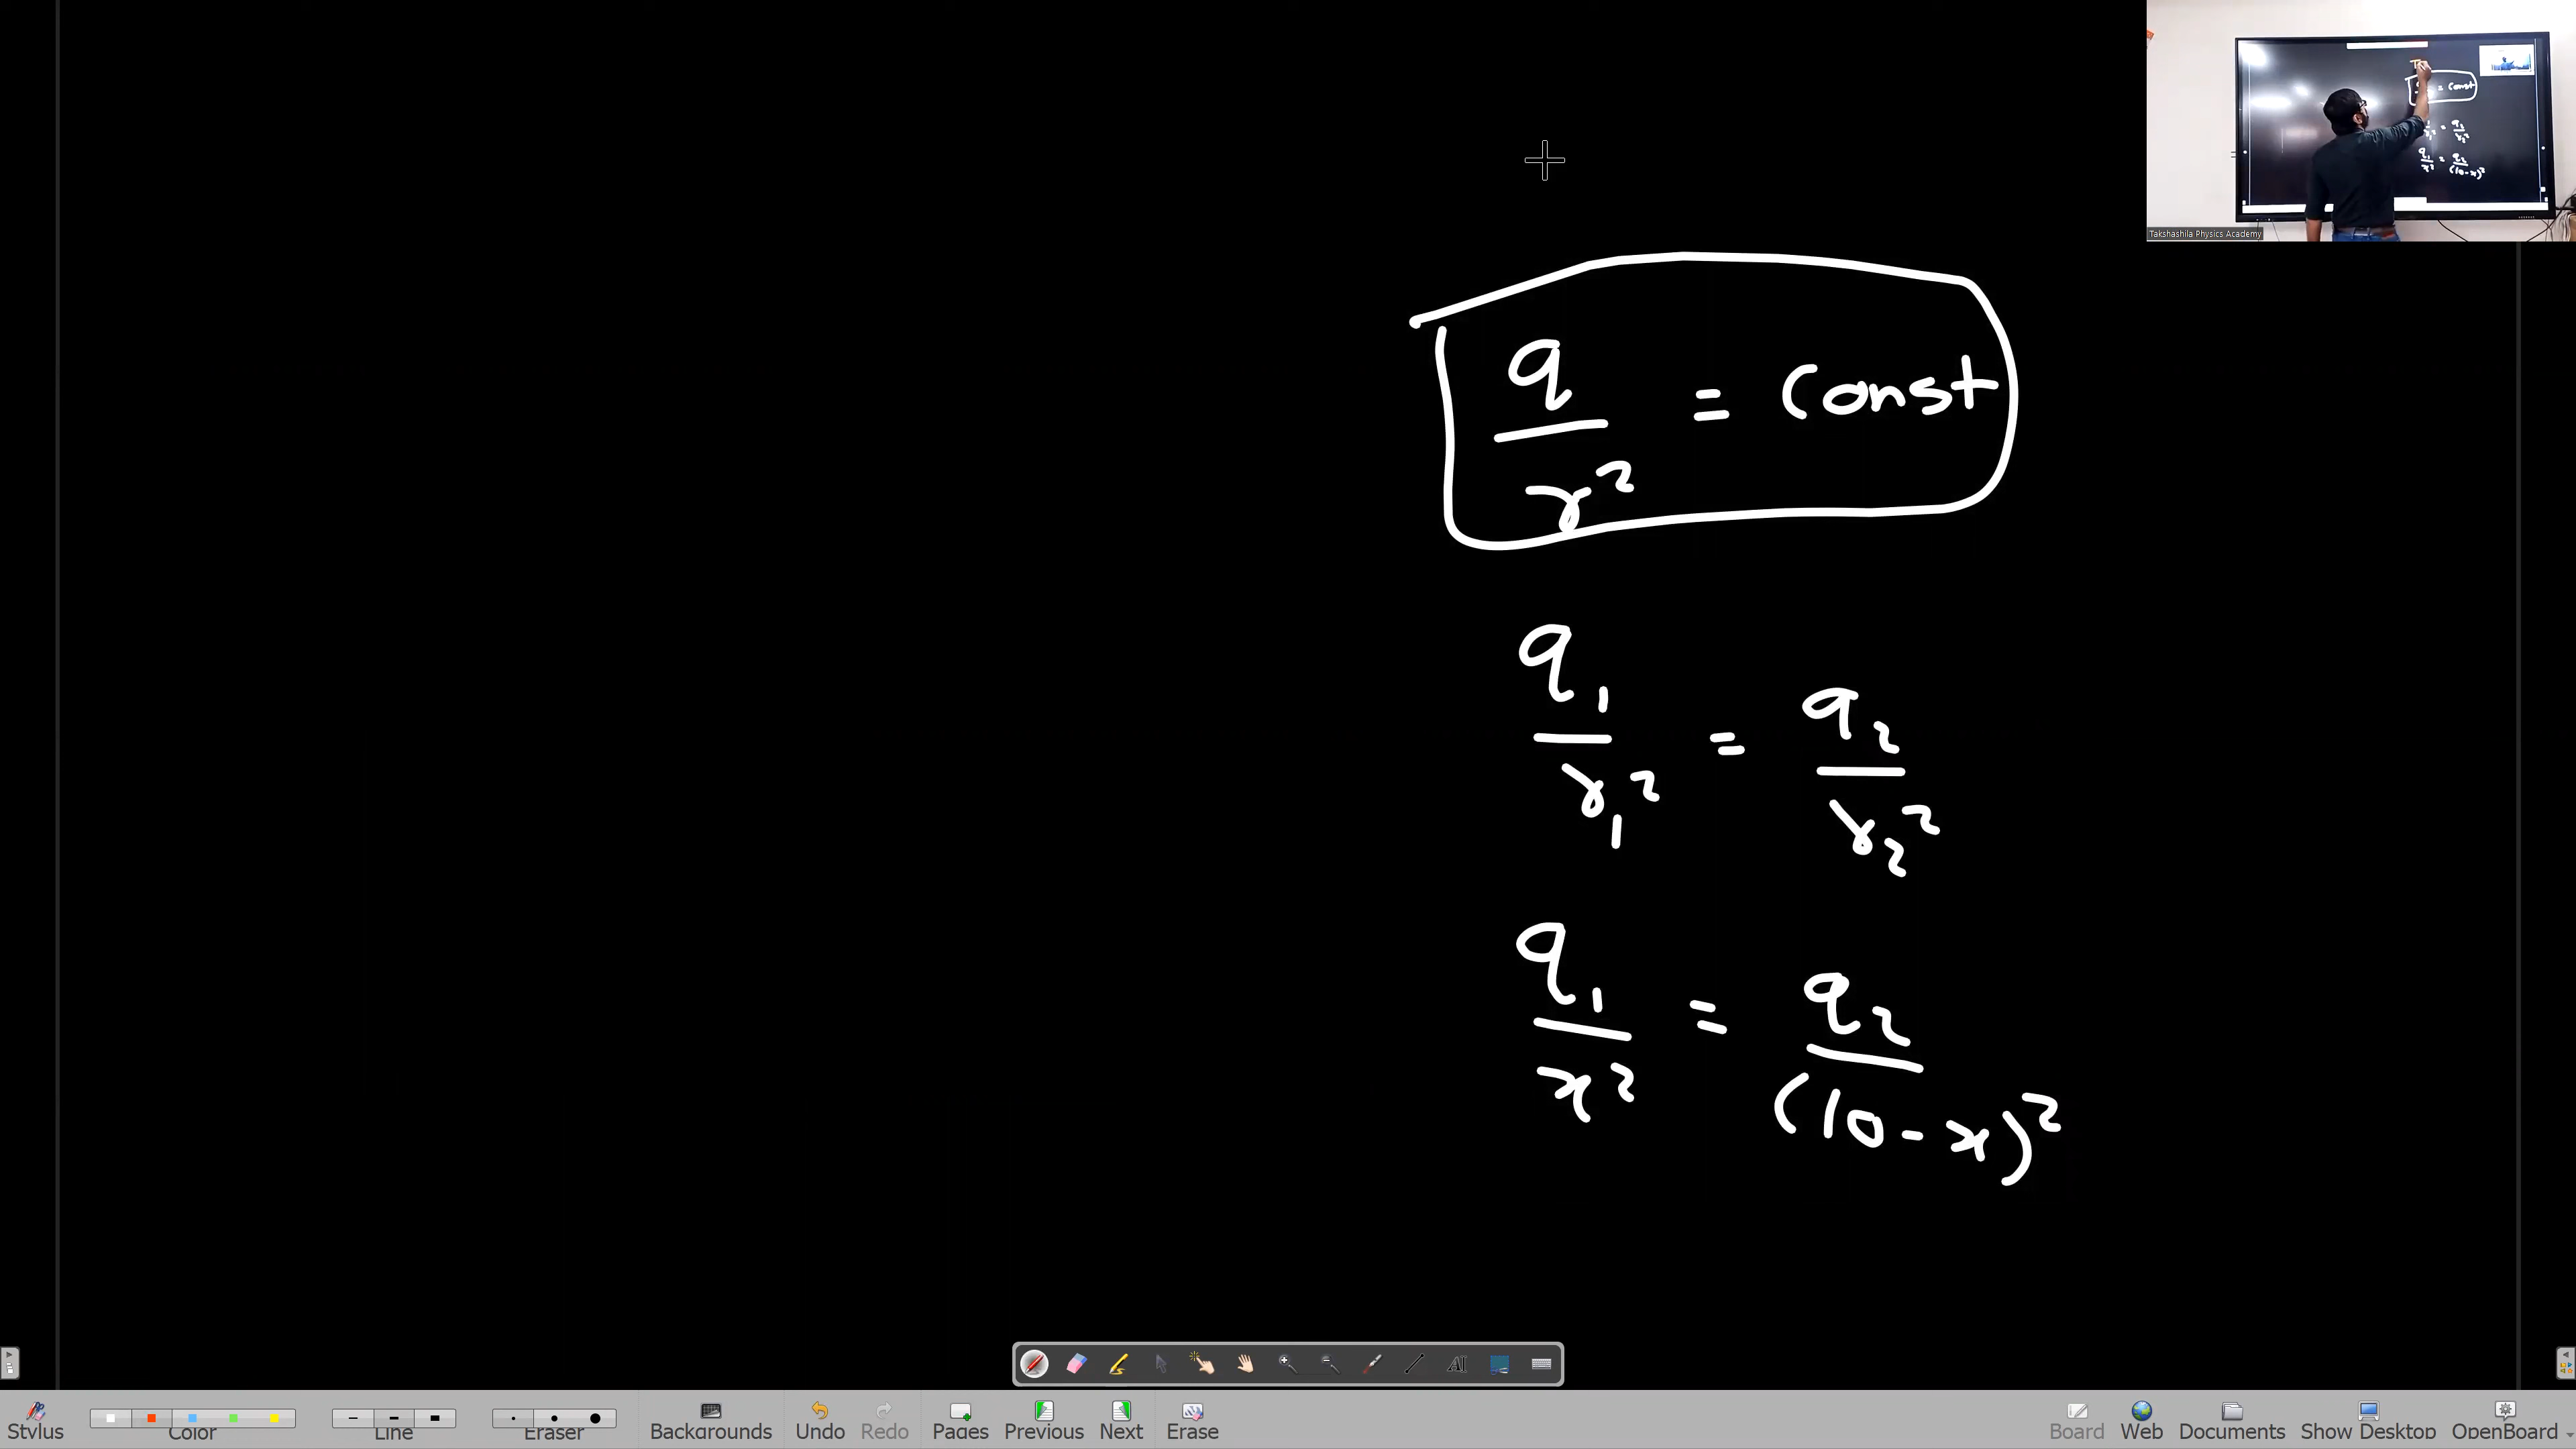 Takshashila Physics Academy
q/r² = const
q₁/r₁² = q₂/r₂²
q₁/x² = q₂/(10-x)²
Stylus Color Line Eraser Backgrounds Undo Redo Pages Previous Next Erase Board Web Documents Show Desktop OpenBoard